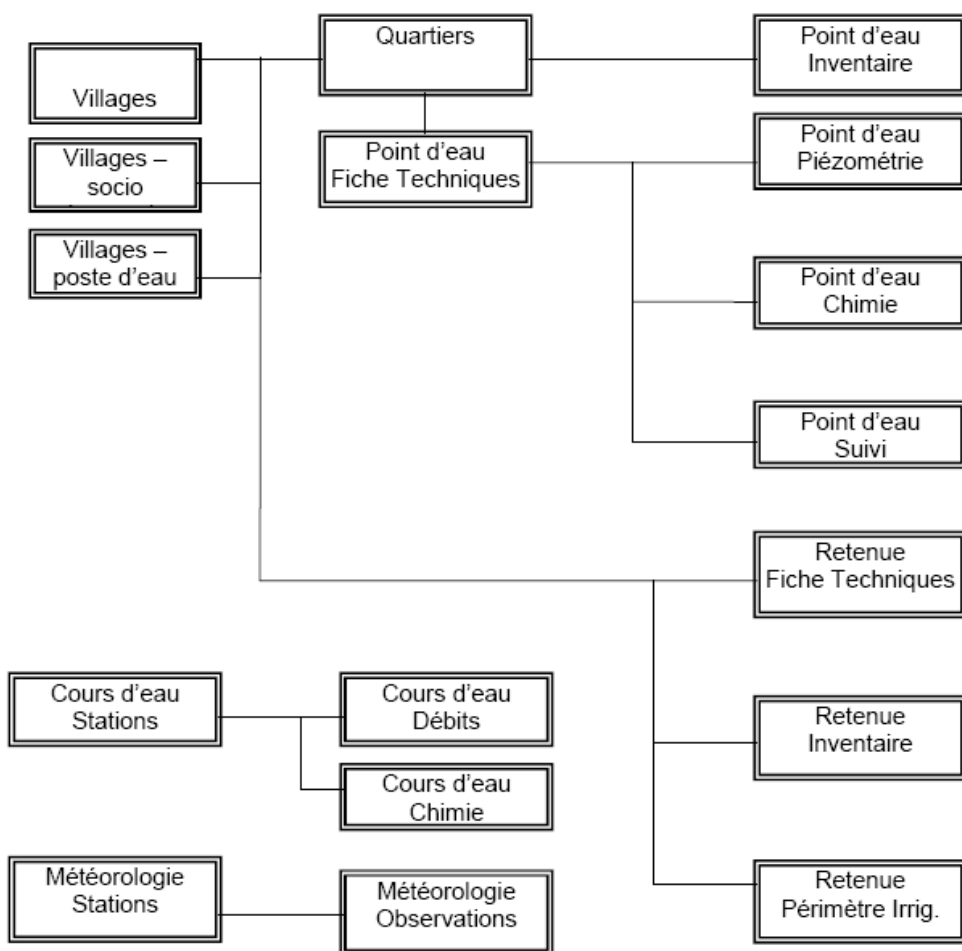 Quartiers
Point d'eau
Inventaire
Villages
Villages –
socio
Point d'eau
Fiche Techniques
Point d'eau
Piézométrie
Villages –
poste d'eau
Point d'eau
Chimie
Point d'eau
Suivi
Retenue
Fiche Techniques
Cours d'eau
Stations
Cours d'eau
Débits
Retenue
Inventaire
Cours d'eau
Chimie
Météorologie
Stations
Météorologie
Observations
Retenue
Périmètre Irrig.